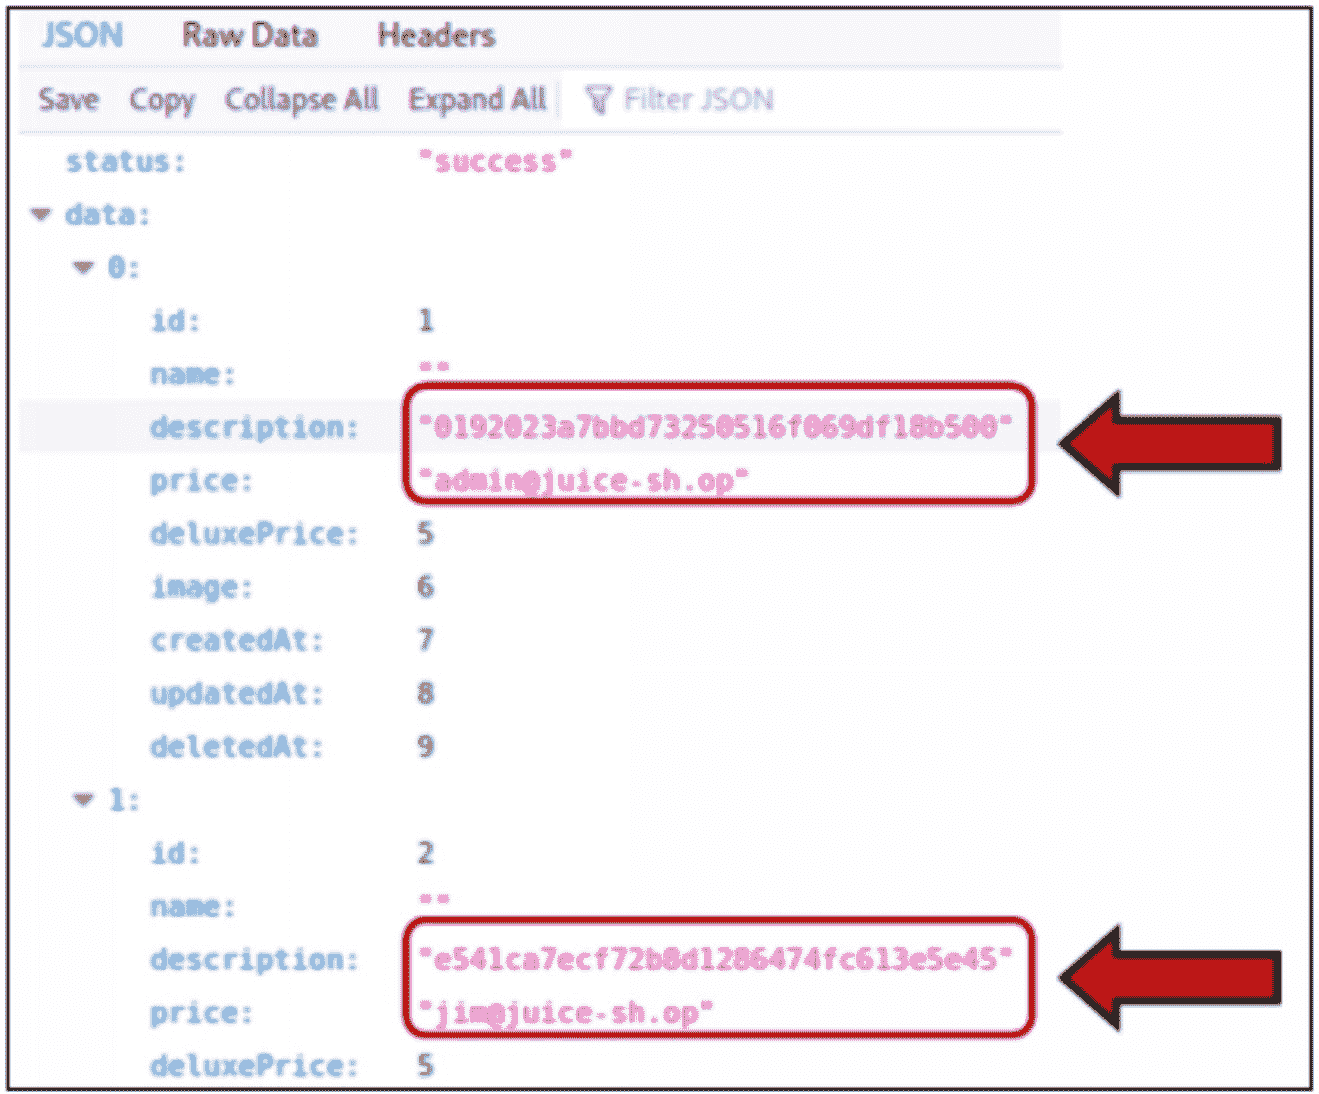 JSON Raw Data Headers
Save Copy Collapse All Expand All Filter JSON
status: "success"
data:
0:
id: 1
name: ""
description: "0192023a7bbd73250516f069df18b500"
price: "admin@juice-sh.op"
deluxePrice: 5
image: 6
createdAt: 7
updatedAt: 8
deletedAt: 9
1:
id: 2
name: ""
description: "e541ca7ecf72b8d1286474fc613e5e45"
price: "jim@juice-sh.op"
deluxePrice: 5